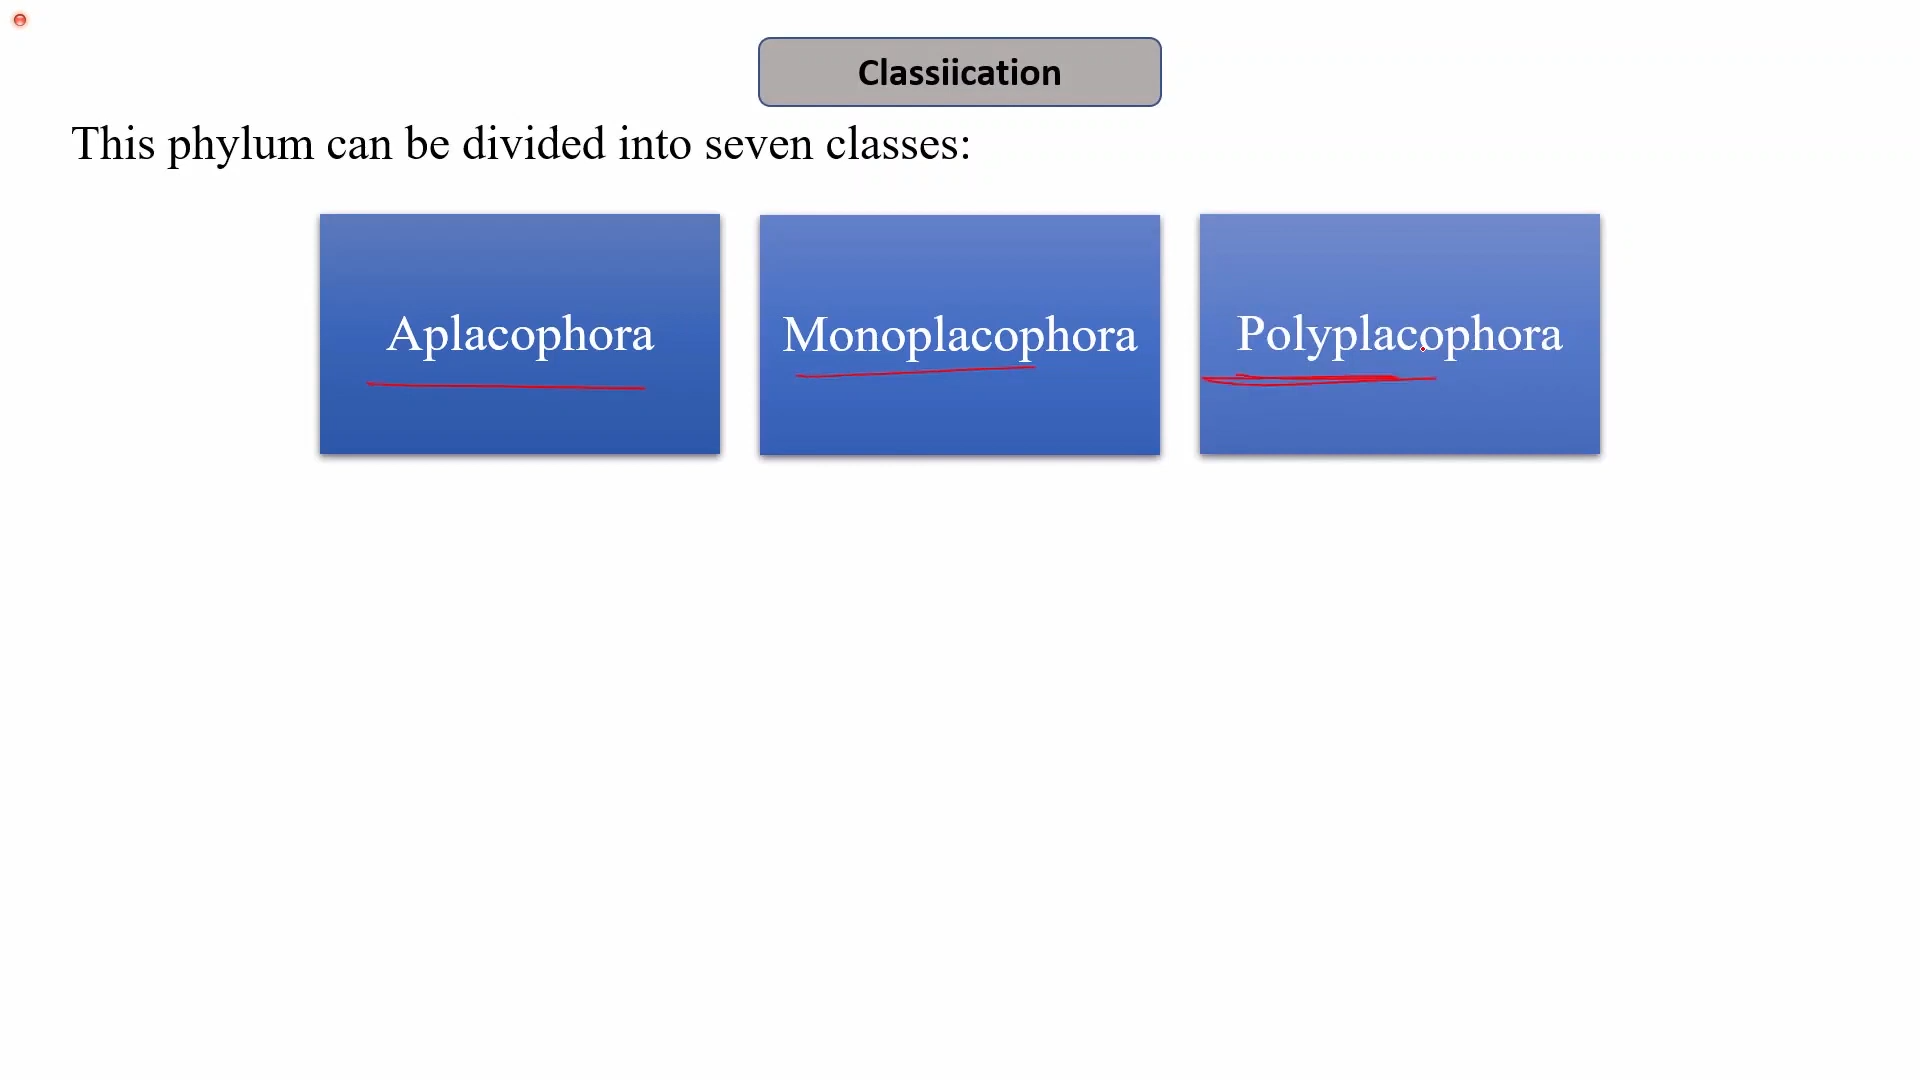 Classiication
This phylum can be divided into seven classes:
Aplacophora
Monoplacophora
Polyplacophora